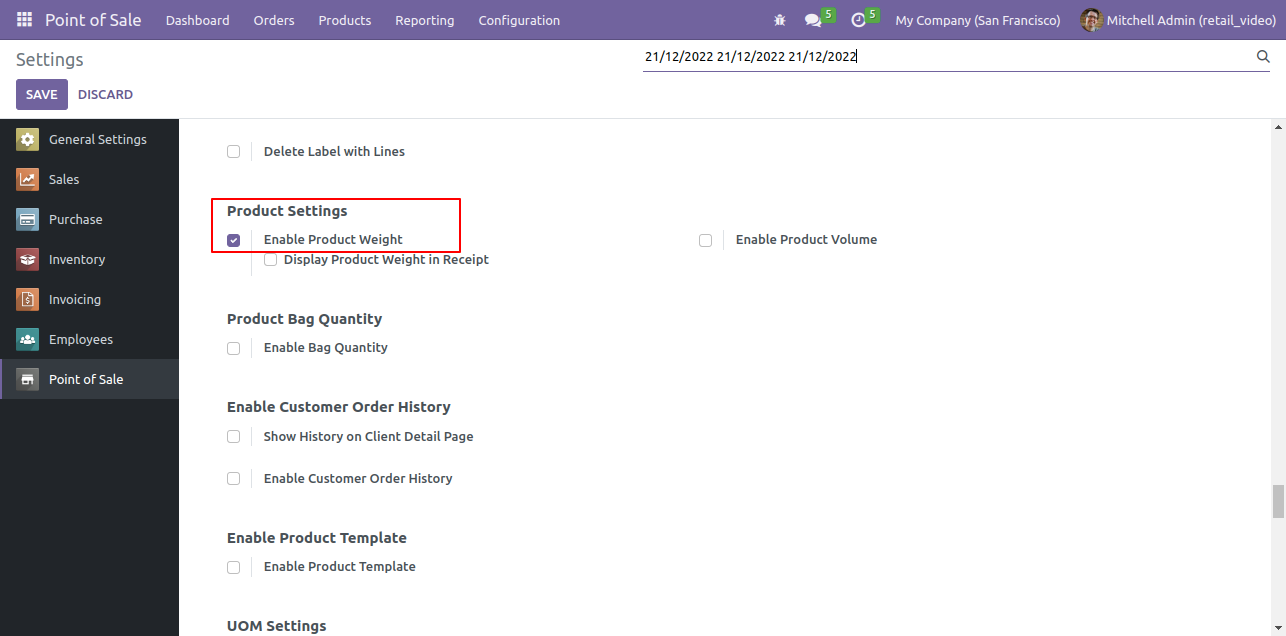 Point of Sale Dashboard Orders Products Reporting Configuration 5 5 My Company (San Francisco) Mitchell Admin (retail_video)
Settings 21/12/2022 21/12/2022 21/12/2022
SAVE DISCARD
General Settings
Sales
Purchase
Inventory
Invoicing
Employees
Point of Sale
Delete Label with Lines
Product Settings
Enable Product Weight Enable Product Volume
Display Product Weight in Receipt
Product Bag Quantity
Enable Bag Quantity
Enable Customer Order History
Show History on Client Detail Page
Enable Customer Order History
Enable Product Template
Enable Product Template
UOM Settings